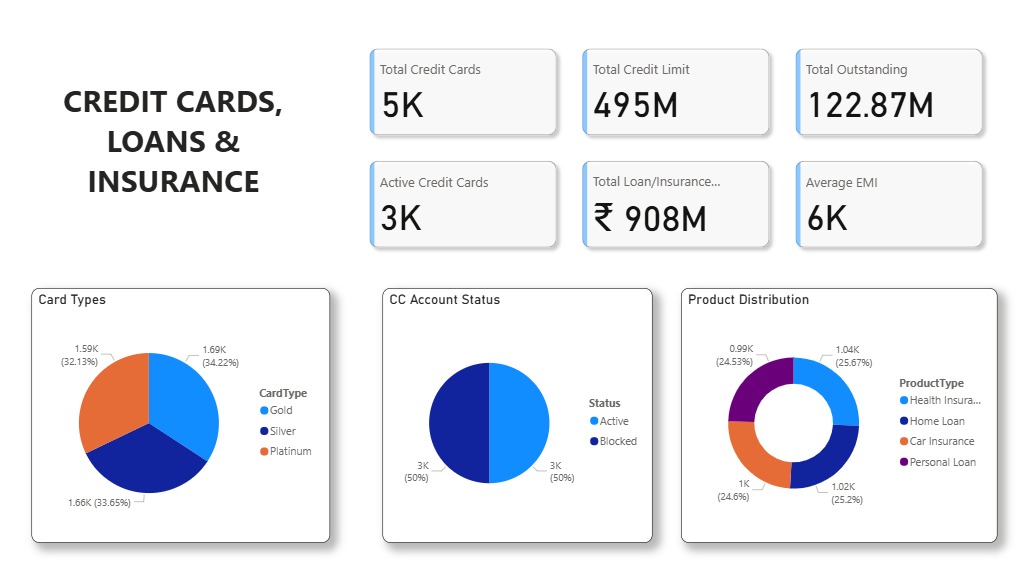 CREDIT CARDS,
LOANS &
INSURANCE
Total Credit Cards
5K
Total Credit Limit
495M
Total Outstanding
122.87M
Active Credit Cards
3K
Total Loan/Insurance...
₹ 908M
Average EMI
6K
Card Types
1.59K
(32.13%)
1.69K
(34.22%)
1.66K (33.65%)
CardType
Gold
Silver
Platinum
CC Account Status
3K
(50%)
3K
(50%)
Status
Active
Blocked
Product Distribution
0.99K
(24.53%)
1.04K
(25.67%)
1K
(24.6%)
1.02K
(25.2%)
ProductType
Health Insura...
Home Loan
Car Insurance
Personal Loan